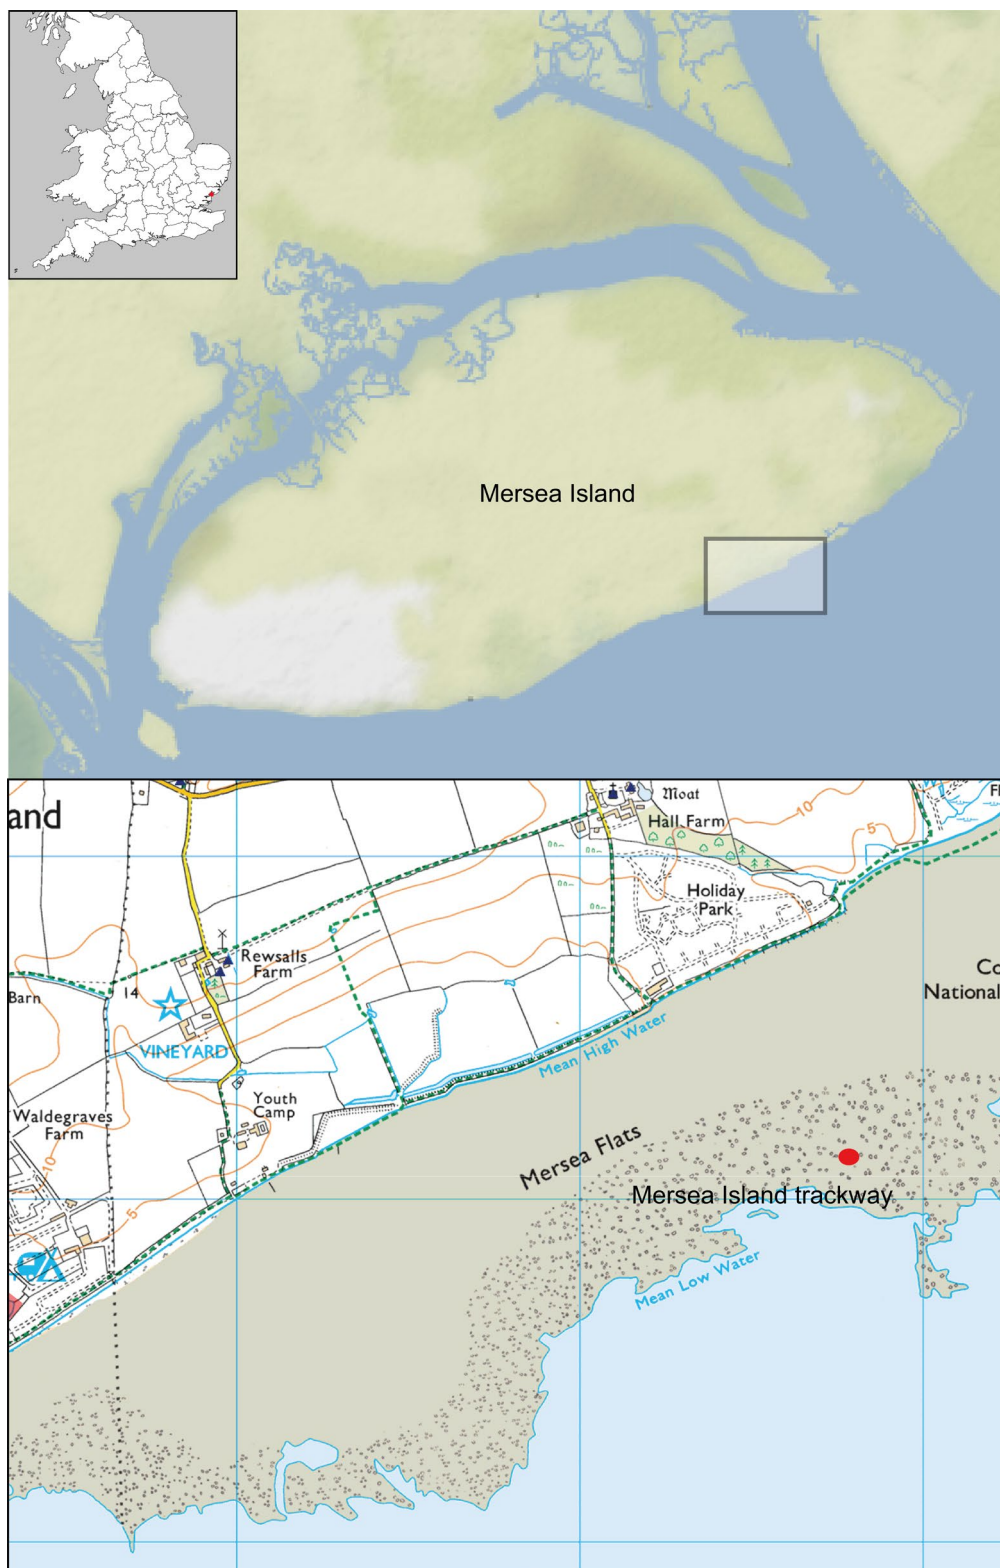 Mersea Island
and
Moat
Hall Farm
10
5
Holiday
Park
Rewsalls
Farm
Barn
14
VINEYARD
Mean High Water
Co
National
Youth
Camp
Waldegraves
Farm
Mersea Flats
10
5
Mersea Island trackway
Mean Low Water